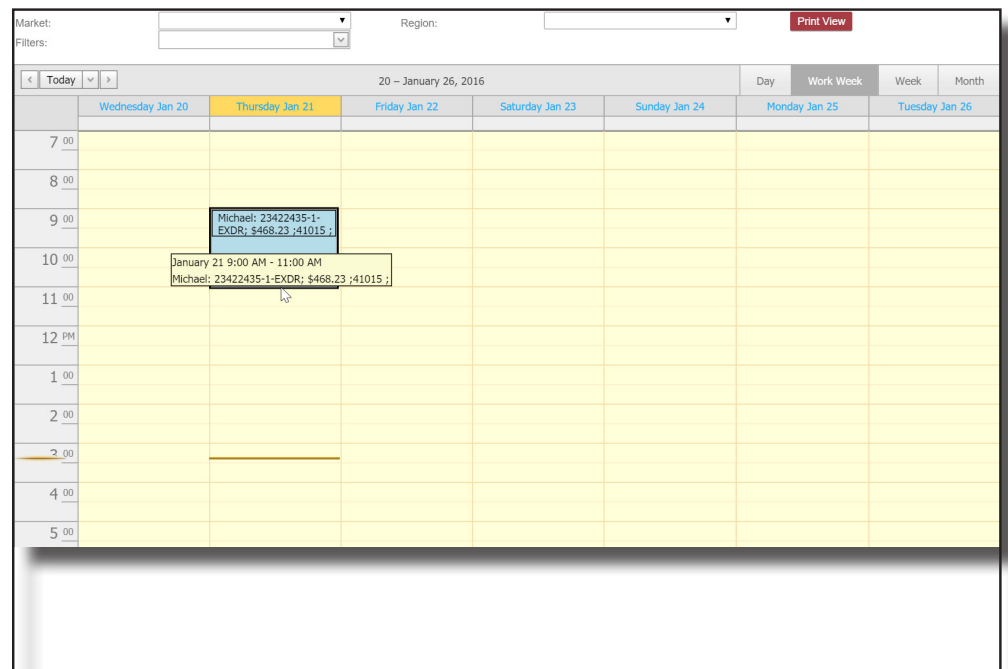 Market: Region: Print View
Filters:
Today 20 – January 26, 2016 Day Work Week Week Month
Wednesday Jan 20 Thursday Jan 21 Friday Jan 22 Saturday Jan 23 Sunday Jan 24 Monday Jan 25 Tuesday Jan 26
7 00
8 00
9 00 Michael: 23422435-1-
EXDR; $468.23 ;41015 ;
10 00 January 21 9:00 AM - 11:00 AM
Michael: 23422435-1-EXDR; $468.23 ;41015 ;
11 00
12 PM
1 00
2 00
3 00
4 00
5 00